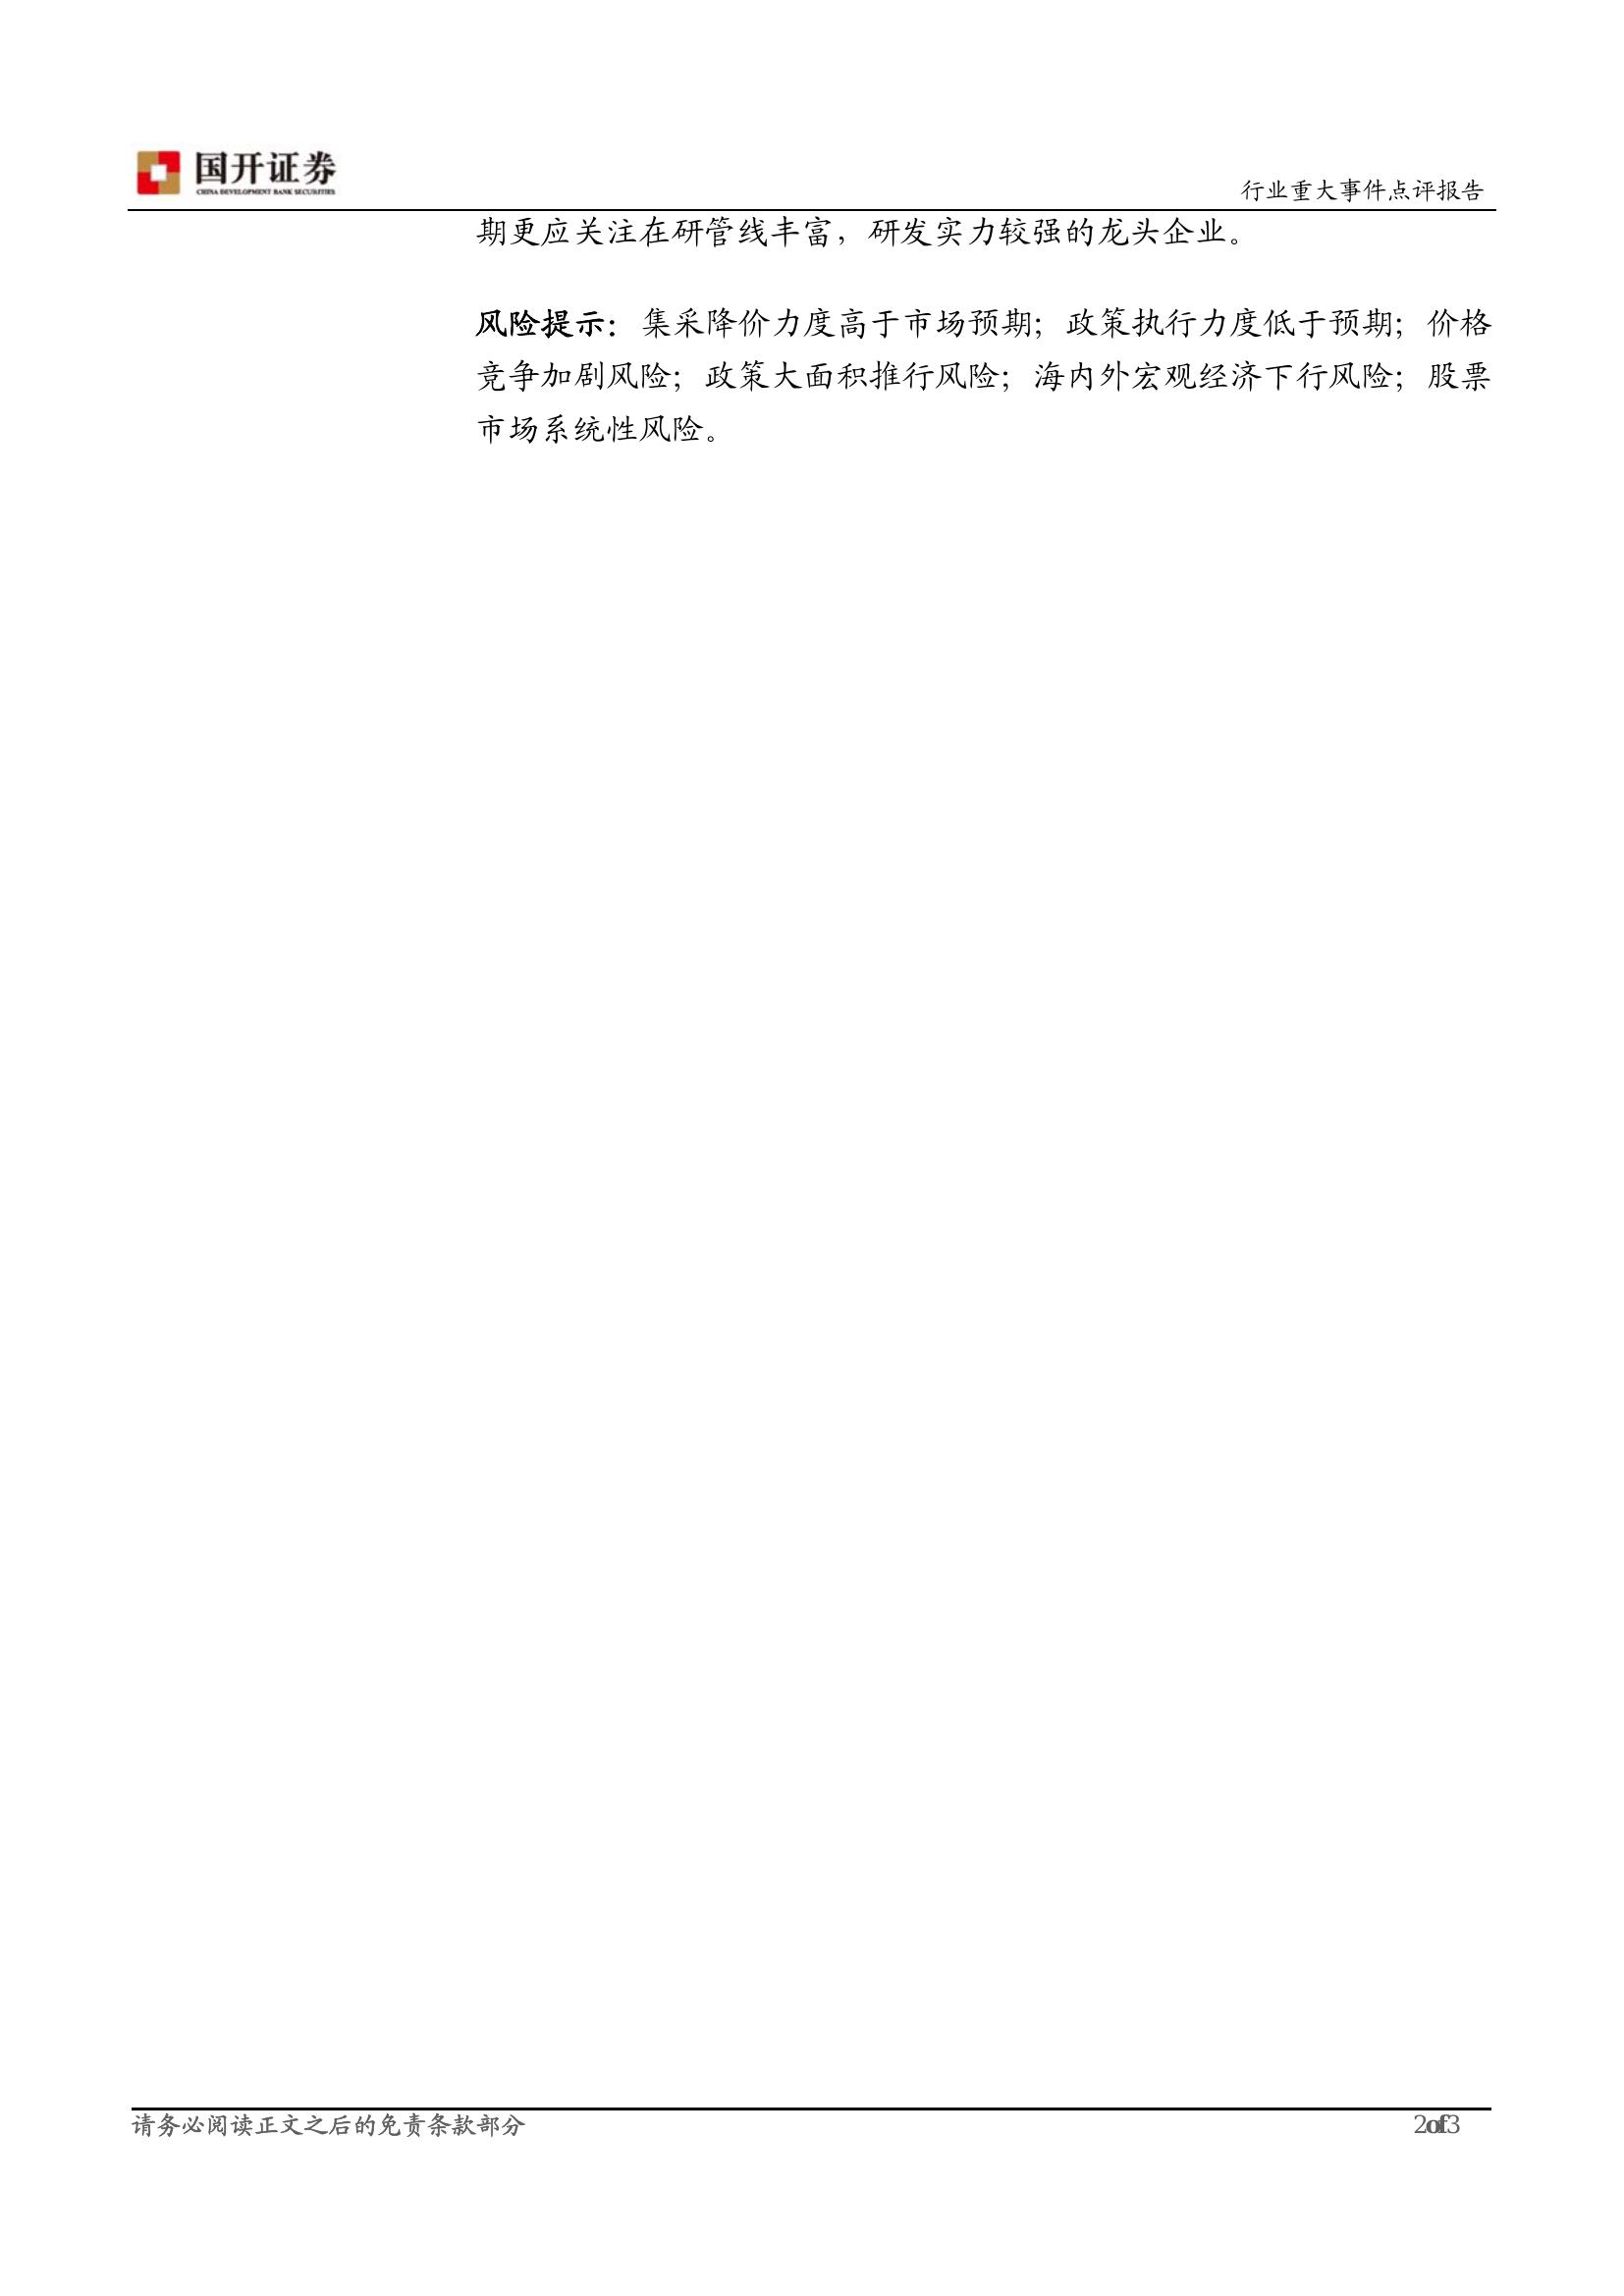 国开证券
CHINA DEVELOPMENT BANK SECURITIES
行业重大事件点评报告
期更应关注在研管线丰富，研发实力较强的龙头企业。
风险提示：集采降价力度高于市场预期；政策执行力度低于预期；价格
竞争加剧风险；政策大面积推行风险；海内外宏观经济下行风险；股票
市场系统性风险。
请务必阅读正文之后的免责条款部分
2of3